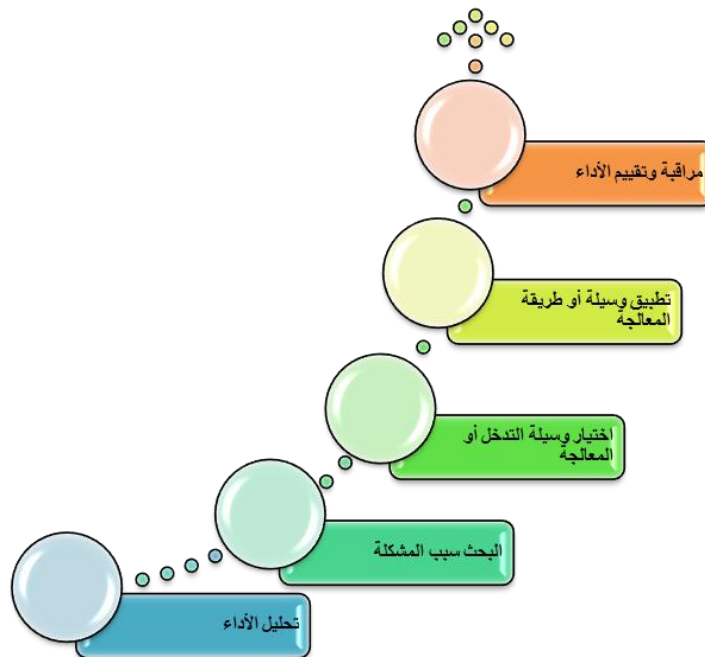 مراقبة وتقييم الأداء
تطبيق وسيلة أو طريقة
المعالجة
اختيار وسيلة التدخل أو
المعالجة
البحث سبب المشكلة
تحليل الأداء